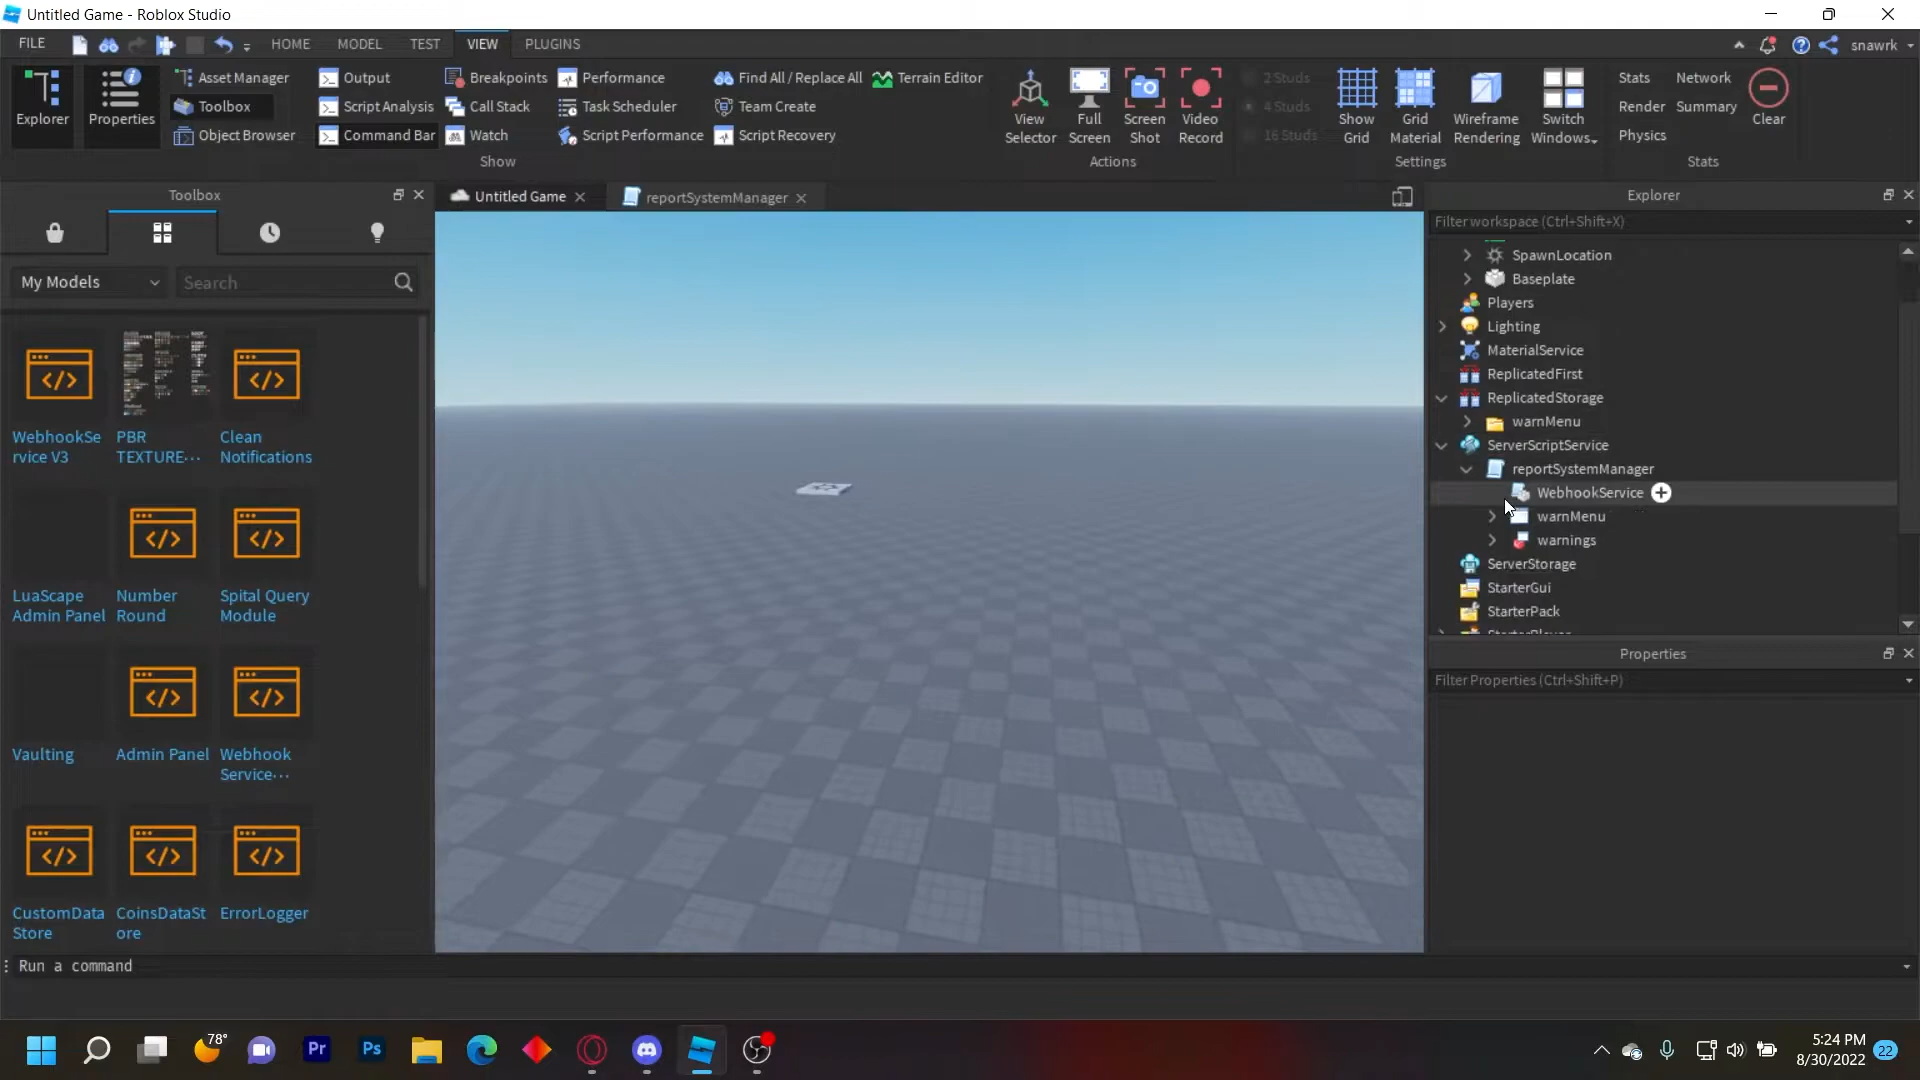 Untitled Game - Roblox Studio
FILE
HOME
MODEL
TEST
VIEW
PLUGINS
snawrk
Explorer
Properties
Asset Manager
Toolbox
Object Browser
Output
Script Analysis
Command Bar
Breakpoints
Call Stack
Watch
Performance
Task Scheduler
Script Performance
Find All / Replace All
Team Create
Script Recovery
Terrain Editor
Show
View
Selector
Full
Screen
Screen
Shot
Video
Record
Actions
2 Studs
4 Studs
16 Studs
Show
Grid
Grid
Material
Wireframe
Rendering
Switch
Windows
Settings
Stats
Network
Render
Summary
Physics
Clear
Stats
Toolbox
My Models
Search
WebhookSe
rvice V3
PBR
TEXTURE...
Clean
Notifications
LuaScape
Admin Panel
Number
Round
Spital Query
Module
Vaulting
Admin Panel
Webhook
Service...
CustomData
Store
CoinsDataSt
ore
ErrorLogger
Untitled Game
reportSystemManager
Explorer
Filter workspace (Ctrl+Shift+X)
SpawnLocation
Baseplate
Players
Lighting
MaterialService
ReplicatedFirst
ReplicatedStorage
warnMenu
ServerScriptService
reportSystemManager
WebhookService
warnMenu
warnings
ServerStorage
StarterGui
StarterPack
Properties
Filter Properties (Ctrl+Shift+P)
Run a command
78°
Pr
Ps
5:24 PM
8/30/2022
22